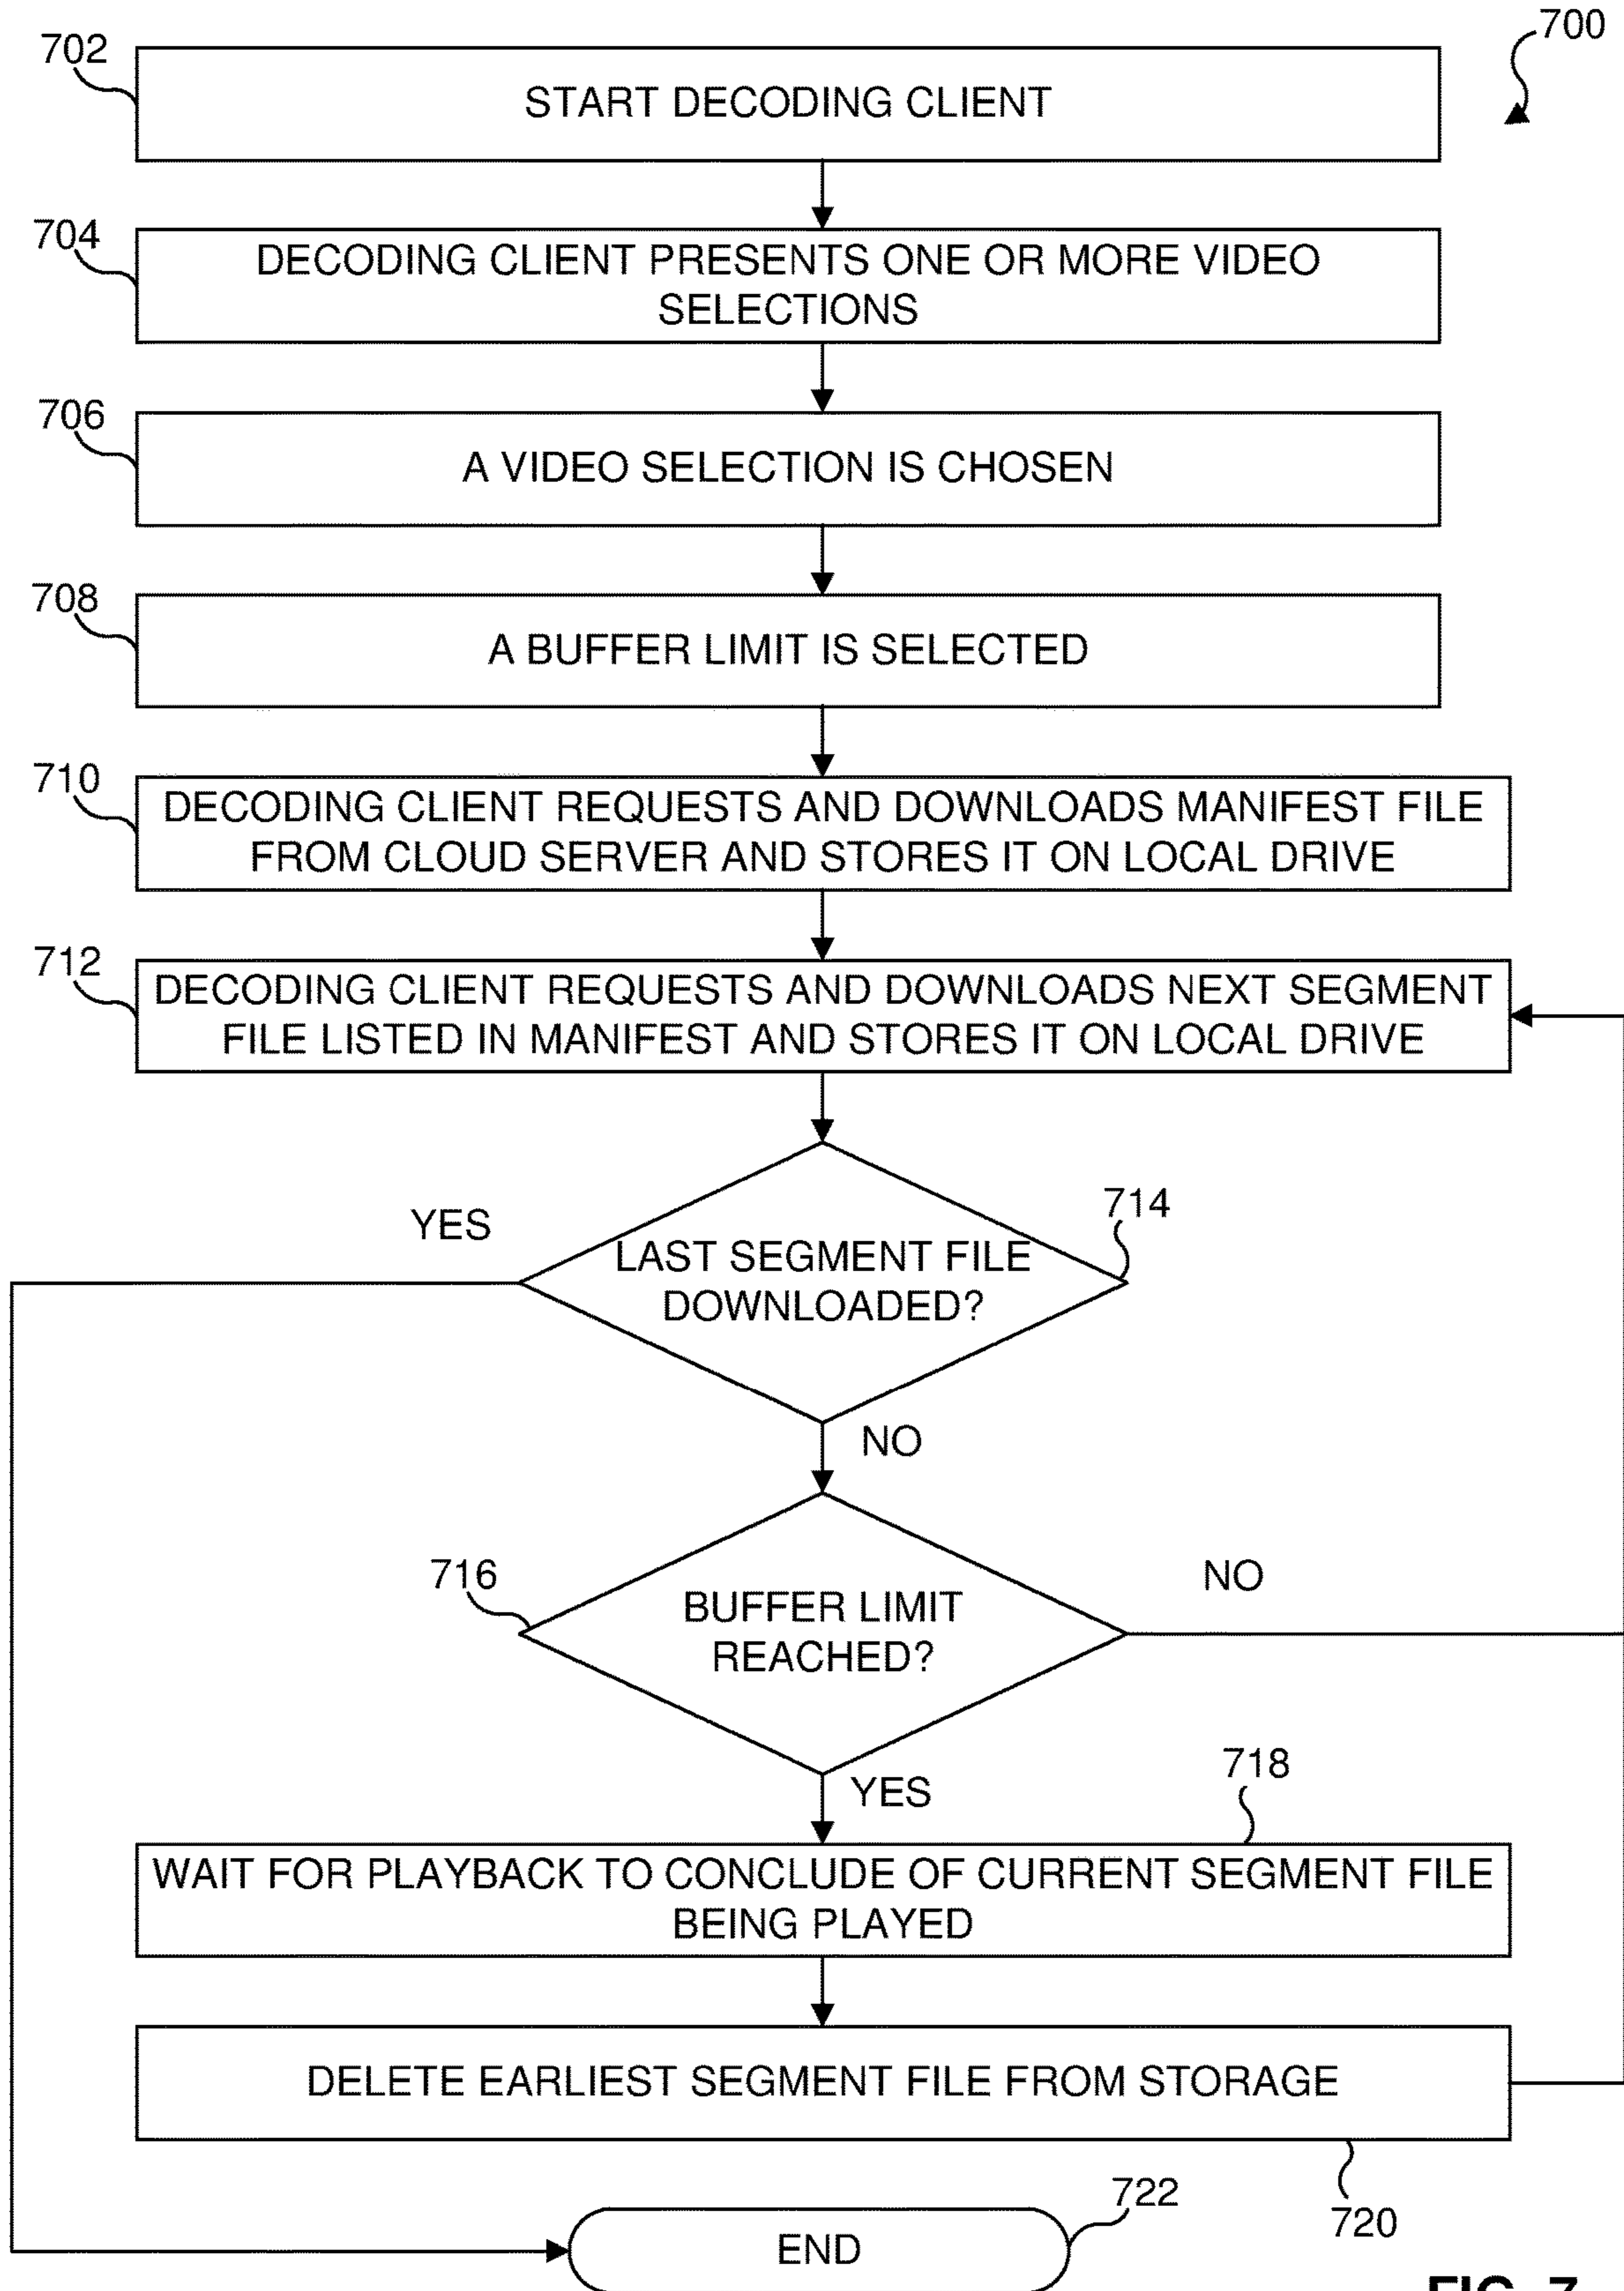 700
702
START DECODING CLIENT
704
DECODING CLIENT PRESENTS ONE OR MORE VIDEO
SELECTIONS
706
A VIDEO SELECTION IS CHOSEN
708
A BUFFER LIMIT IS SELECTED
710
DECODING CLIENT REQUESTS AND DOWNLOADS MANIFEST FILE
FROM CLOUD SERVER AND STORES IT ON LOCAL DRIVE
712
DECODING CLIENT REQUESTS AND DOWNLOADS NEXT SEGMENT
FILE LISTED IN MANIFEST AND STORES IT ON LOCAL DRIVE
714
YES
LAST SEGMENT FILE
DOWNLOADED?
NO
716
BUFFER LIMIT
REACHED?
NO
YES
718
WAIT FOR PLAYBACK TO CONCLUDE OF CURRENT SEGMENT FILE
BEING PLAYED
DELETE EARLIEST SEGMENT FILE FROM STORAGE
720
722
END
FIG. 7